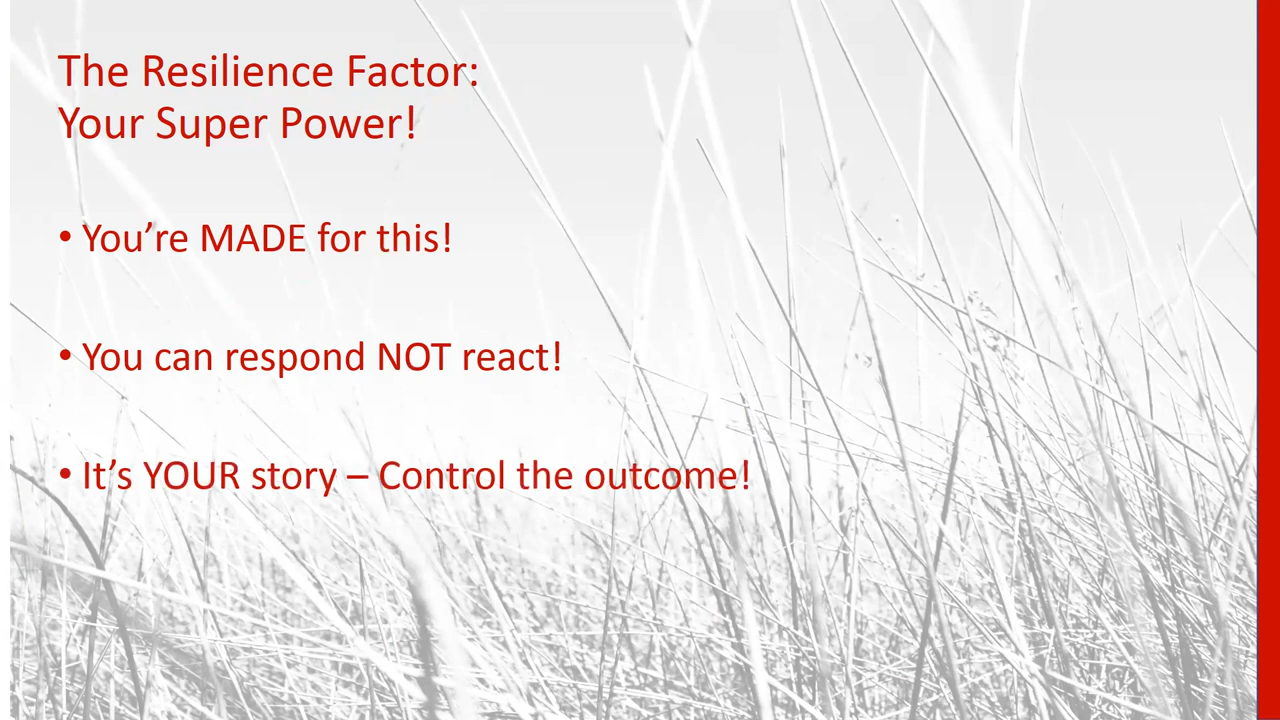 The Resilience Factor:
Your Super Power!
• You’re MADE for this!
• You can respond NOT react!
• It’s YOUR story – Control the outcome!